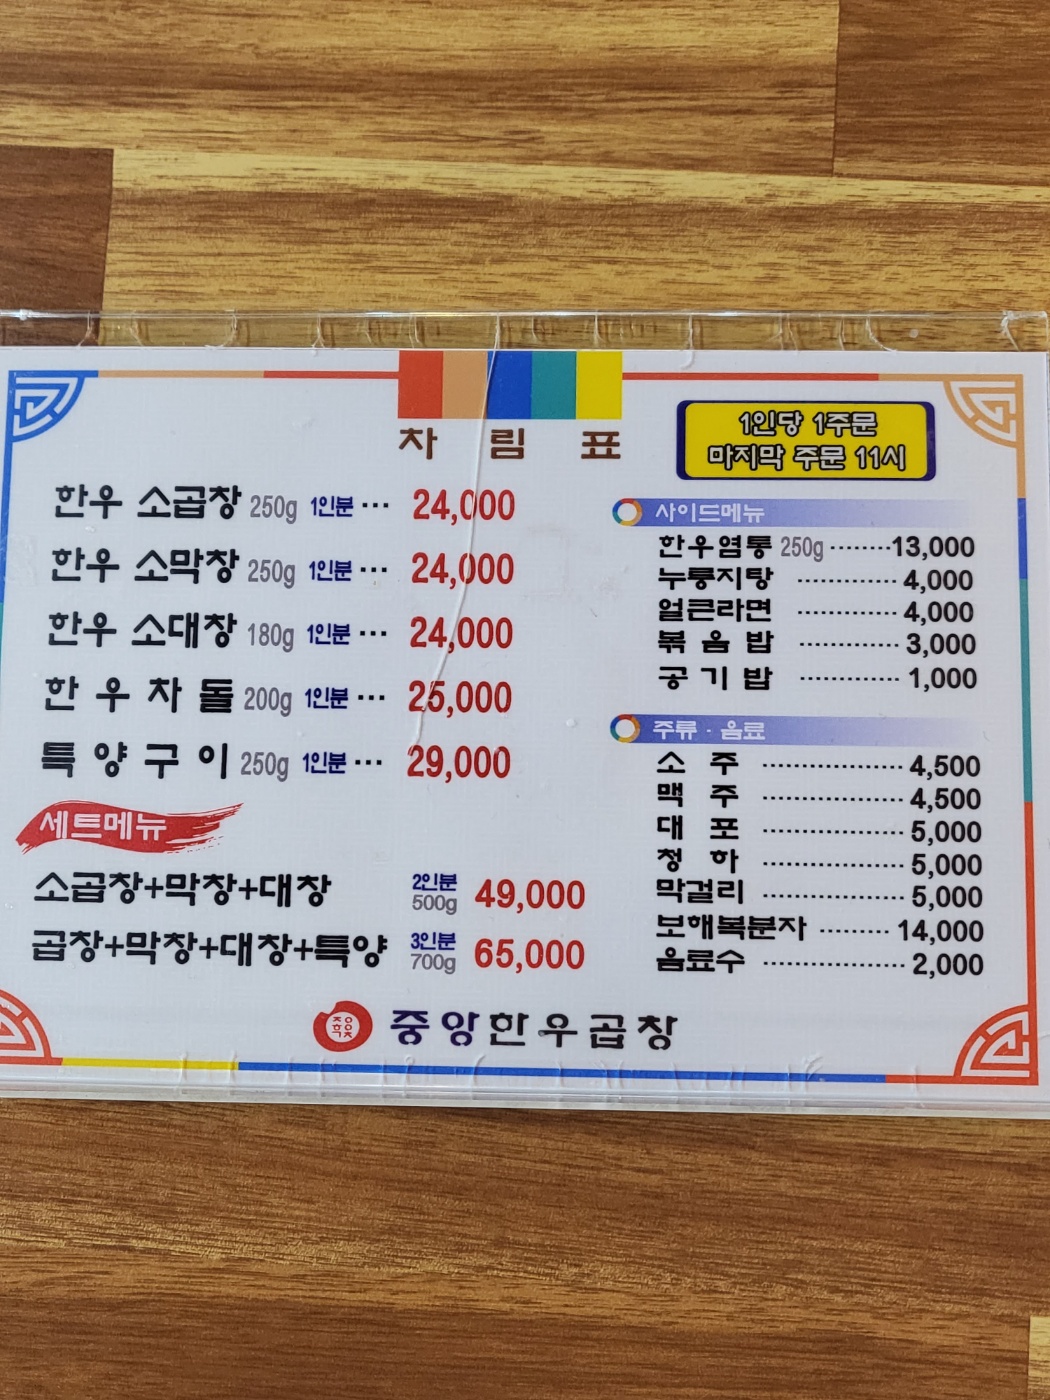 차 림 표
1인당 1주문
마지막 주문 11시
한우 소곱창 250g 1인분 ··· 24,000
한우 소막창 250g 1인분 ··· 24,000
한우 소대창 180g 1인분 ··· 24,000
한 우 차 돌 200g 1인분 ··· 25,000
특 양 구 이 250g 1인분 ··· 29,000
세트메뉴
소곱창+막창+대창 2인분 500g 49,000
곱창+막창+대창+특양 3인분 700g 65,000
사이드메뉴
한우염통 250g ········ 13,000
누룽지탕 ············· 4,000
얼큰라면 ············· 4,000
볶 음 밥 ············· 3,000
공 기 밥 ············· 1,000
주류 · 음료
소 주 ················· 4,500
맥 주 ················· 4,500
대 포 ················· 5,000
청 하 ················· 5,000
막걸리 ················· 5,000
보해복분자 ········· 14,000
음료수 ················· 2,000
중앙한우곱창